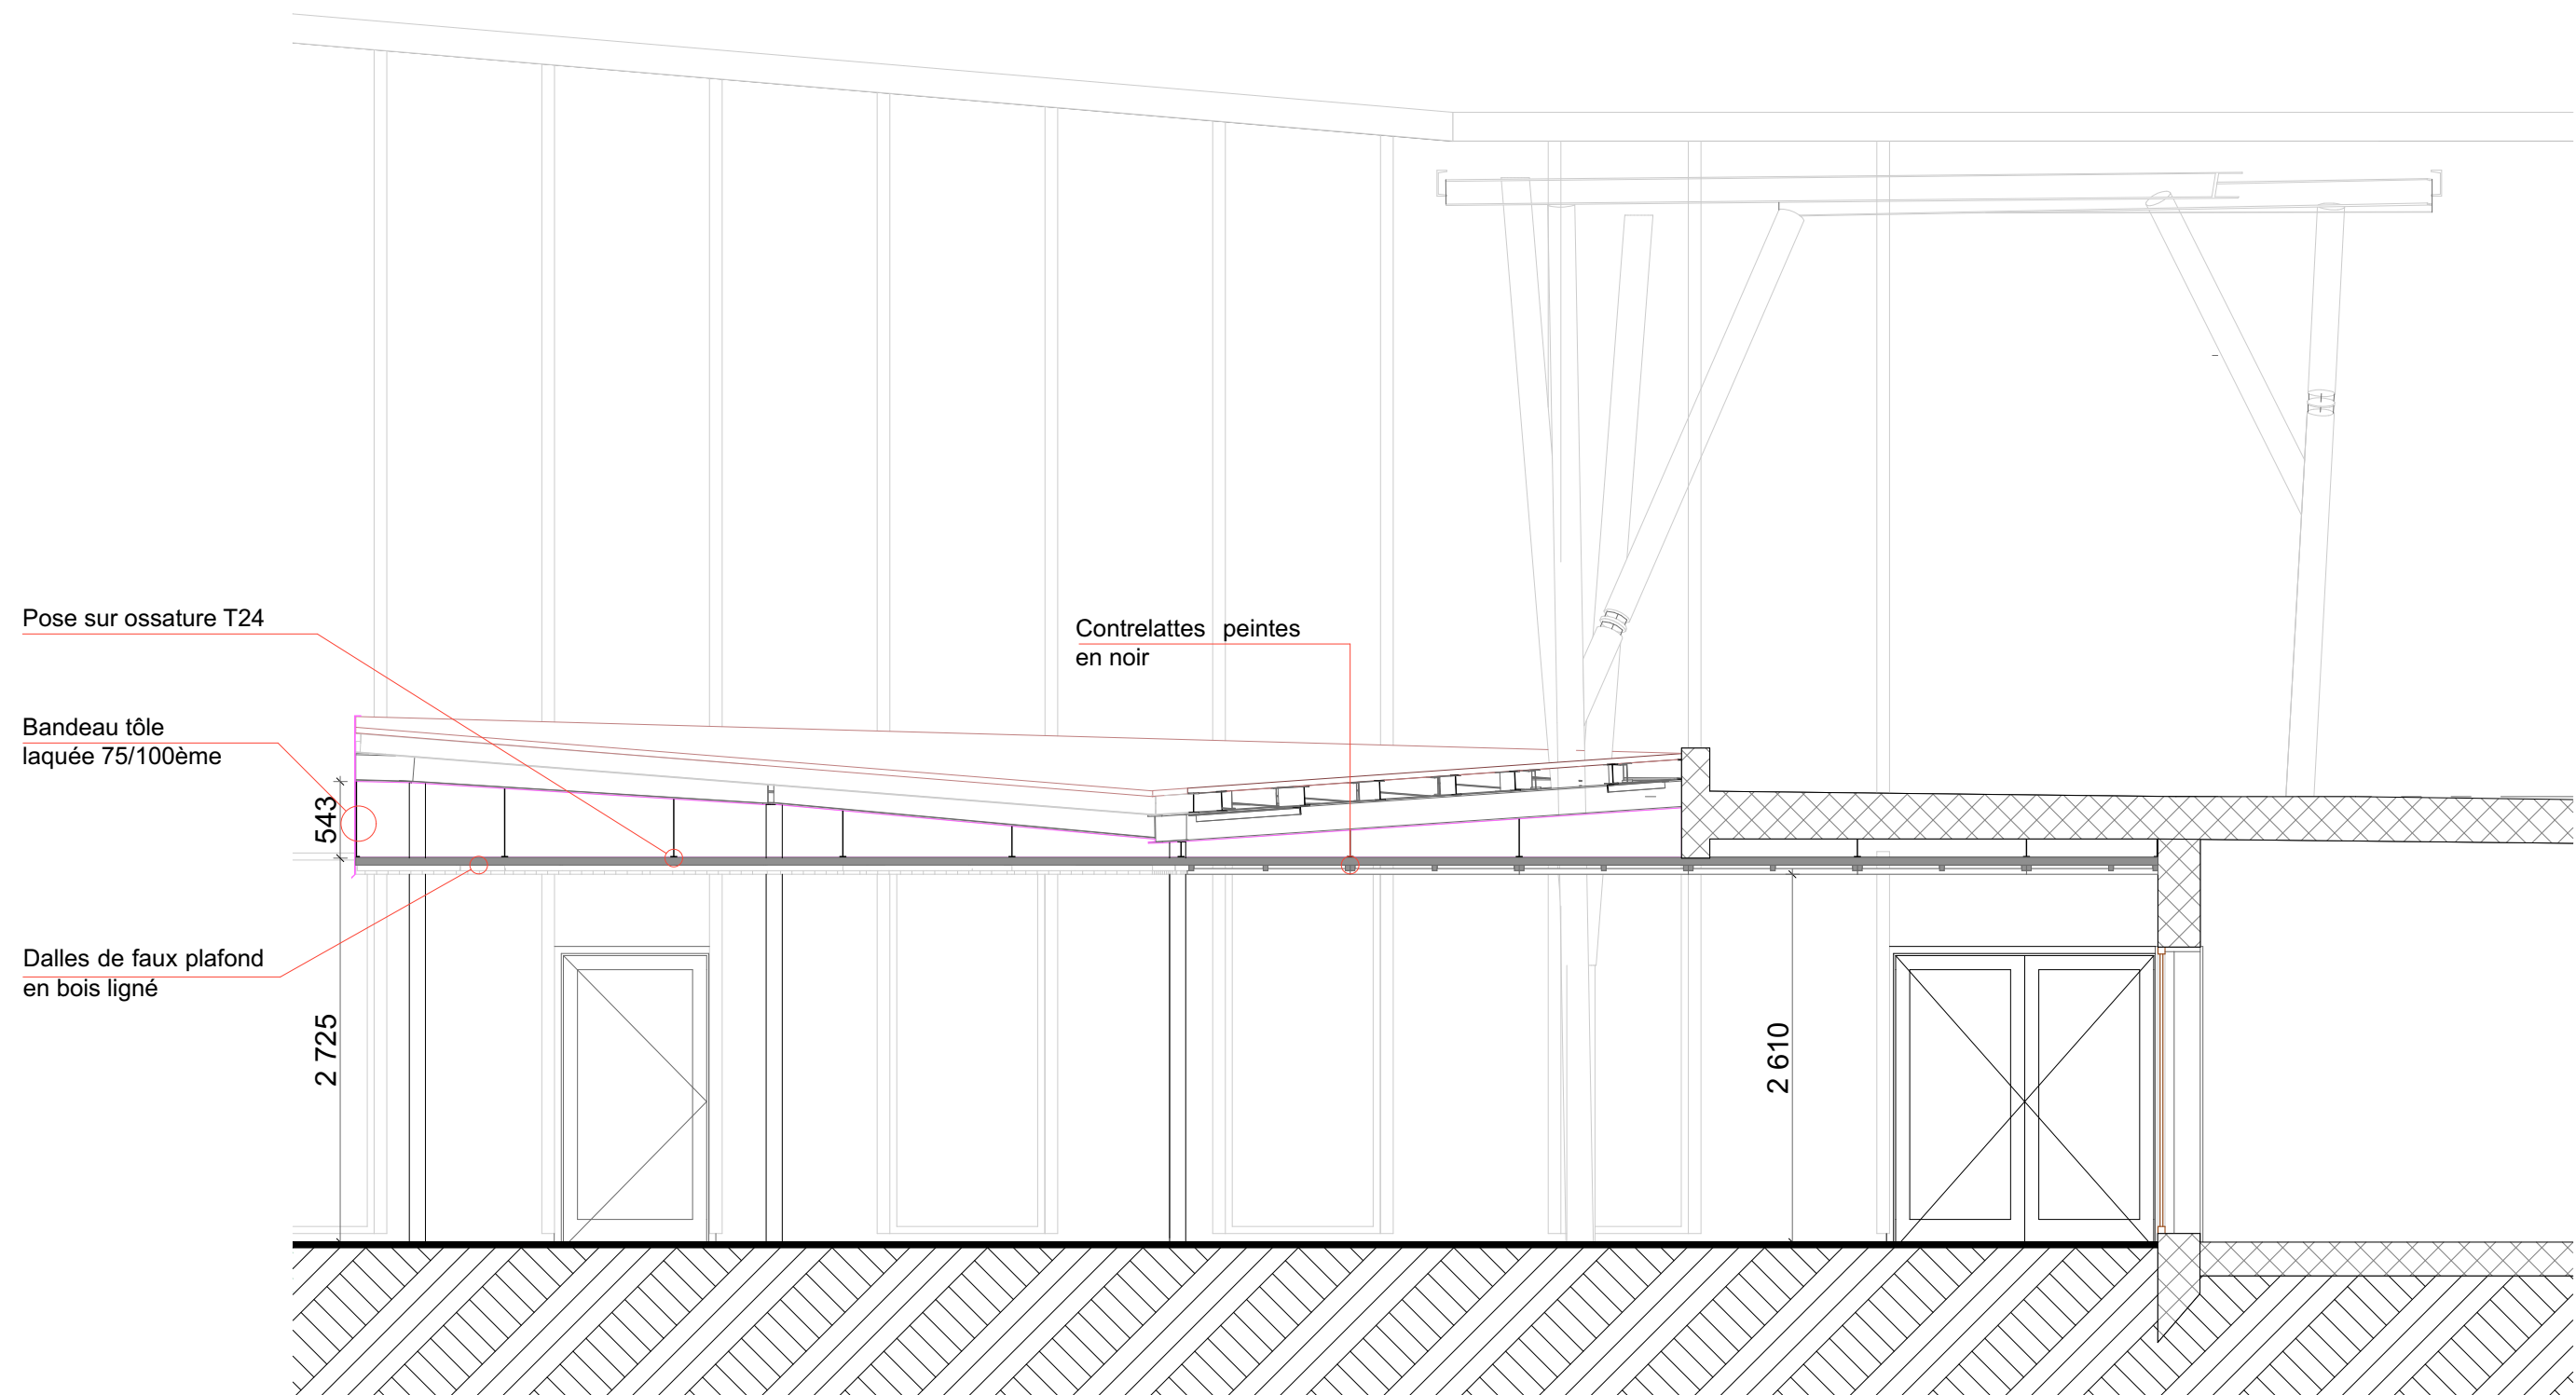 Pose sur ossature T24
Contrelattes peintes
en noir
Bandeau tôle
laquée 75/100ème
543
Dalles de faux plafond
en bois ligné
2 725
2 610